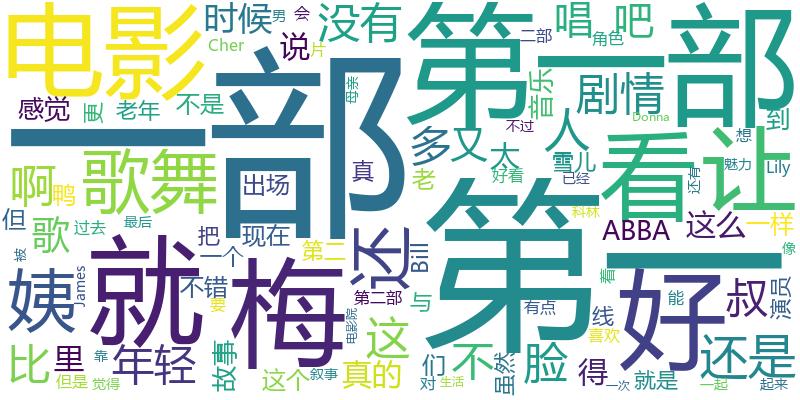 电影
时候
男
会
没有
唱
吧
二部
角色
第一部
一部
Cher
说
片
感觉
更
老年
不是
母亲
音乐
剧情
Donna
到
不过
想
人
多
又
太
雪儿
看
让
啊
鸭
歌舞
出场
真
老
好看
已经
还有
魅力
Lily
但
歌
过去
最后
把
现在
还
Bill
第一
科林
ABBA
这么
一样
像
被
姨
James
就
一个
第二
不错
要
梅
第二部
与
有点
着
好
能
叔
演员
电影院
线
喜欢
比
里
年轻
故事
这
们
不
脸
还是
但是
靠
觉得
这个
叙事
真的
对
生活
虽然
得
一次
就是
一起
起来